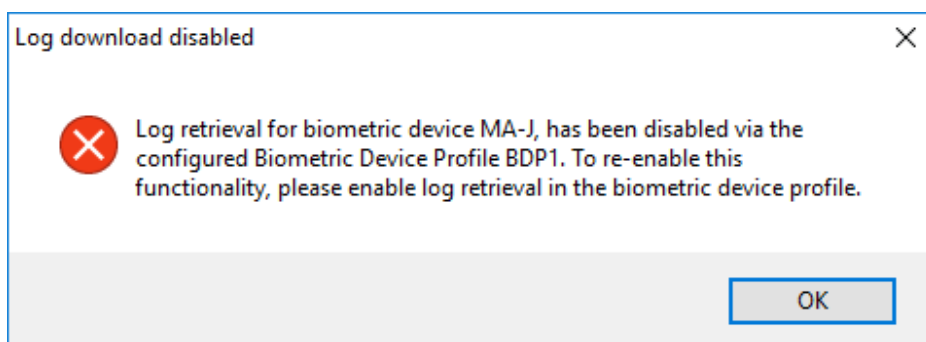 Log download disabled
Log retrieval for biometric device MA-J, has been disabled via the
configured Biometric Device Profile BDP1. To re-enable this
functionality, please enable log retrieval in the biometric device profile.
OK